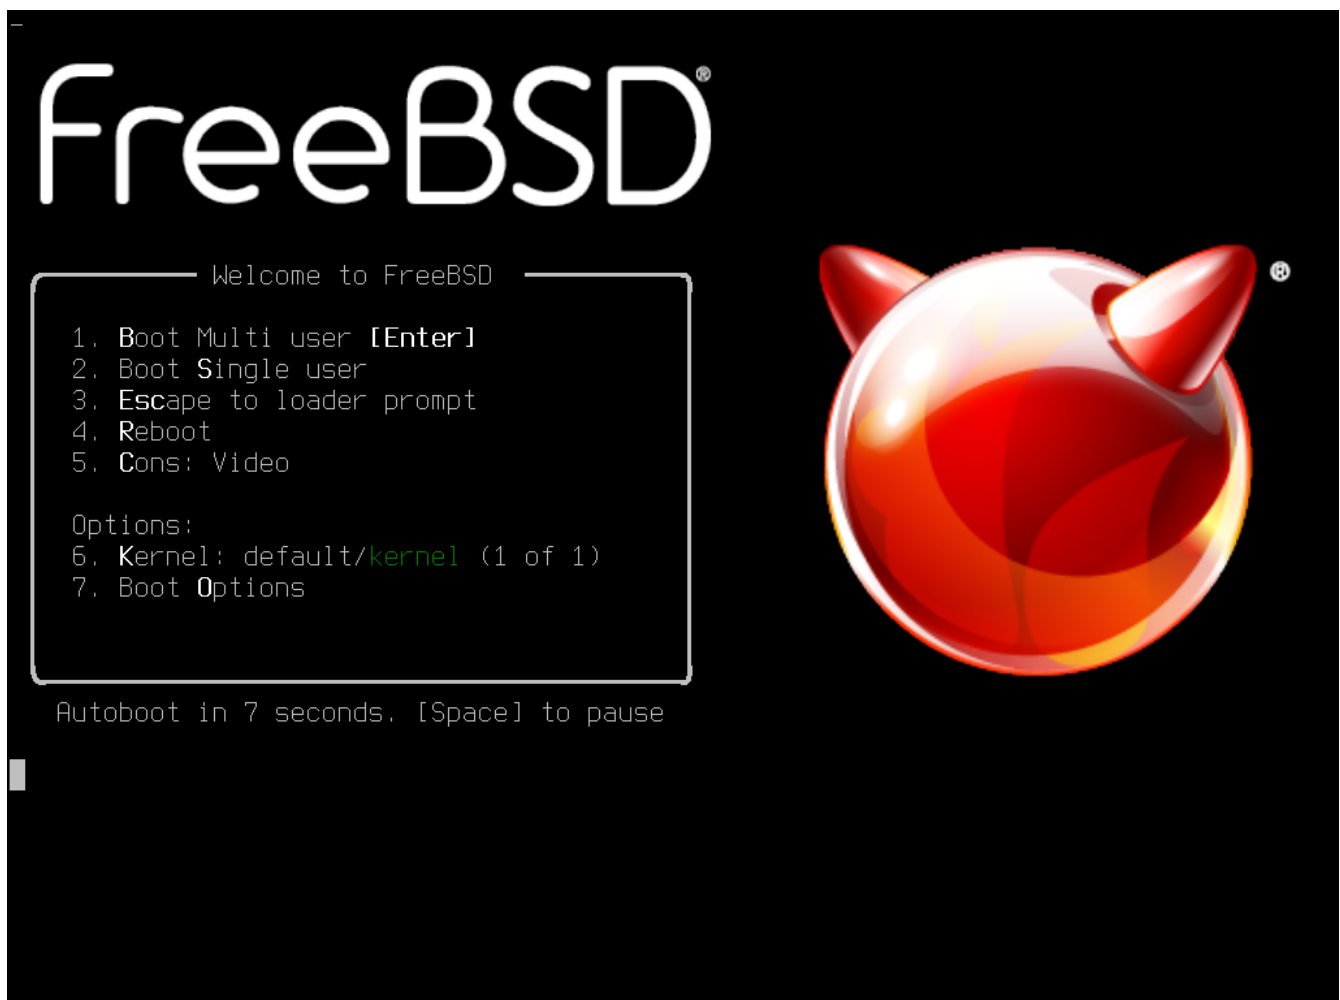 FreeBSD®
Welcome to FreeBSD
1. Boot Multi user [Enter]
2. Boot Single user
3. Escape to loader prompt
4. Reboot
5. Cons: Video
Options:
6. Kernel: default/kernel (1 of 1)
7. Boot Options
Autoboot in 7 seconds. [Space] to pause
®